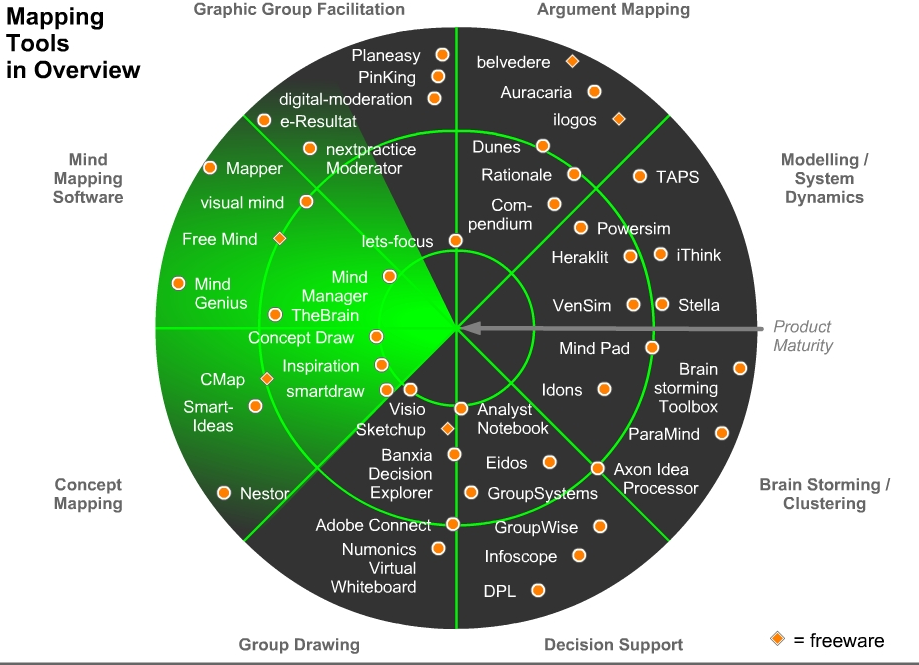 Mapping
Tools
in Overview
Graphic Group Facilitation
Argument Mapping
Planeasy
PinKing
digital-moderation
e-Resultat
nextpractice
Moderator
belvedere
Auracaria
ilogos
Dunes
Rationale
Com-
pendium
Mind
Mapping
Software
Mapper
visual mind
Free Mind
Mind
Genius
lets-focus
Mind
Manager
TheBrain
Modelling /
System
Dynamics
TAPS
Powersim
Heraklit
iThink
VenSim
Stella
Product
Maturity
Concept Draw
Inspiration
smartdraw
CMap
Smart-
Ideas
Nestor
Concept
Mapping
Mind Pad
Idons
Brain
storming
Toolbox
ParaMind
Axon Idea
Processor
Brain Storming /
Clustering
Visio
Sketchup
Banxia
Decision
Explorer
Adobe Connect
Numonics
Virtual
Whiteboard
Analyst
Notebook
Eidos
GroupSystems
GroupWise
Infoscope
DPL
Group Drawing
Decision Support
= freeware